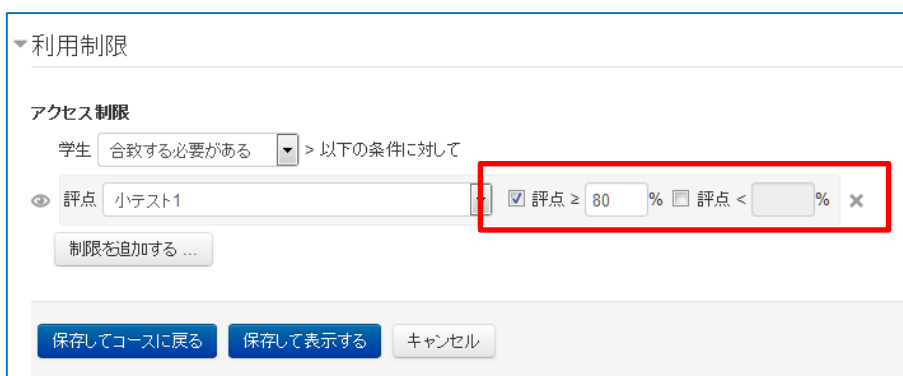 利用制限
アクセス制限
学生 合致する必要がある > 以下の条件に対して
評点 小テスト1 評点 ≥ 80 % 評点 < %
制限を追加する ...
保存してコースに戻る 保存して表示する キャンセル